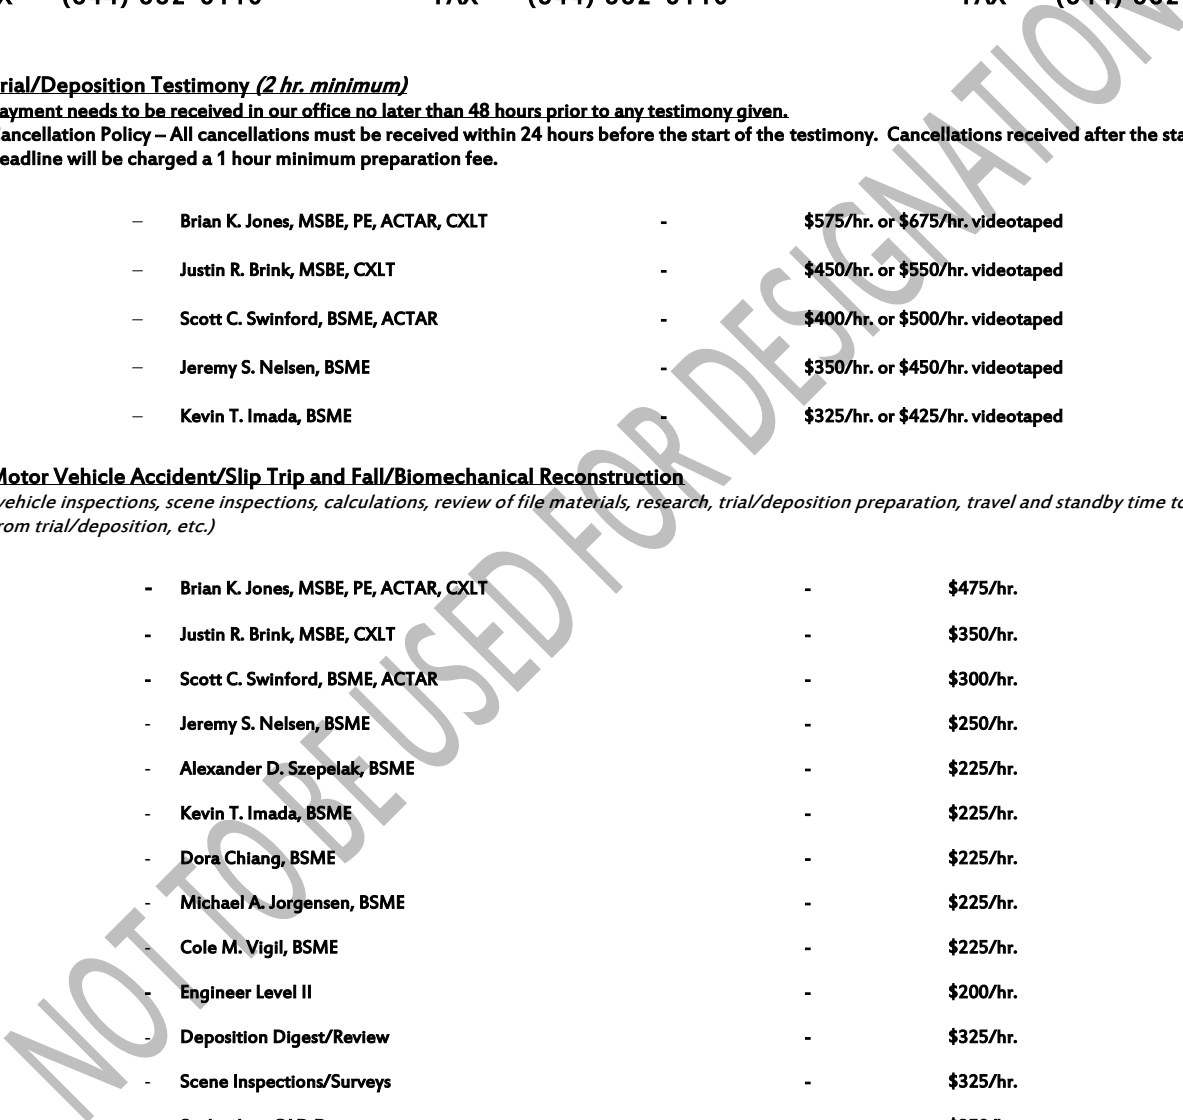 rial/Deposition Testimony (2 hr. minimum)
ayment needs to be received in our office no later than 48 hours prior to any testimony given.
ancellation Policy – All cancellations must be received within 24 hours before the start of the testimony. Cancellations received after the sta
eadline will be charged a 1 hour minimum preparation fee.
– Brian K. Jones, MSBE, PE, ACTAR, CXLT - $575/hr. or $675/hr. videotaped
– Justin R. Brink, MSBE, CXLT - $450/hr. or $550/hr. videotaped
– Scott C. Swinford, BSME, ACTAR - $400/hr. or $500/hr. videotaped
– Jeremy S. Nelsen, BSME - $350/hr. or $450/hr. videotaped
– Kevin T. Imada, BSME - $325/hr. or $425/hr. videotaped
Motor Vehicle Accident/Slip Trip and Fall/Biomechanical Reconstruction
vehicle inspections, scene inspections, calculations, review of file materials, research, trial/deposition preparation, travel and standby time to
rom trial/deposition, etc.)
- Brian K. Jones, MSBE, PE, ACTAR, CXLT - $475/hr.
- Justin R. Brink, MSBE, CXLT - $350/hr.
- Scott C. Swinford, BSME, ACTAR - $300/hr.
- Jeremy S. Nelsen, BSME - $250/hr.
- Alexander D. Szepelak, BSME - $225/hr.
- Kevin T. Imada, BSME - $225/hr.
- Dora Chiang, BSME - $225/hr.
- Michael A. Jorgensen, BSME - $225/hr.
- Cole M. Vigil, BSME - $225/hr.
- Engineer Level II - $200/hr.
- Deposition Digest/Review - $325/hr.
- Scene Inspections/Surveys - $325/hr.
NOT TO BE USED FOR DESIGNATION